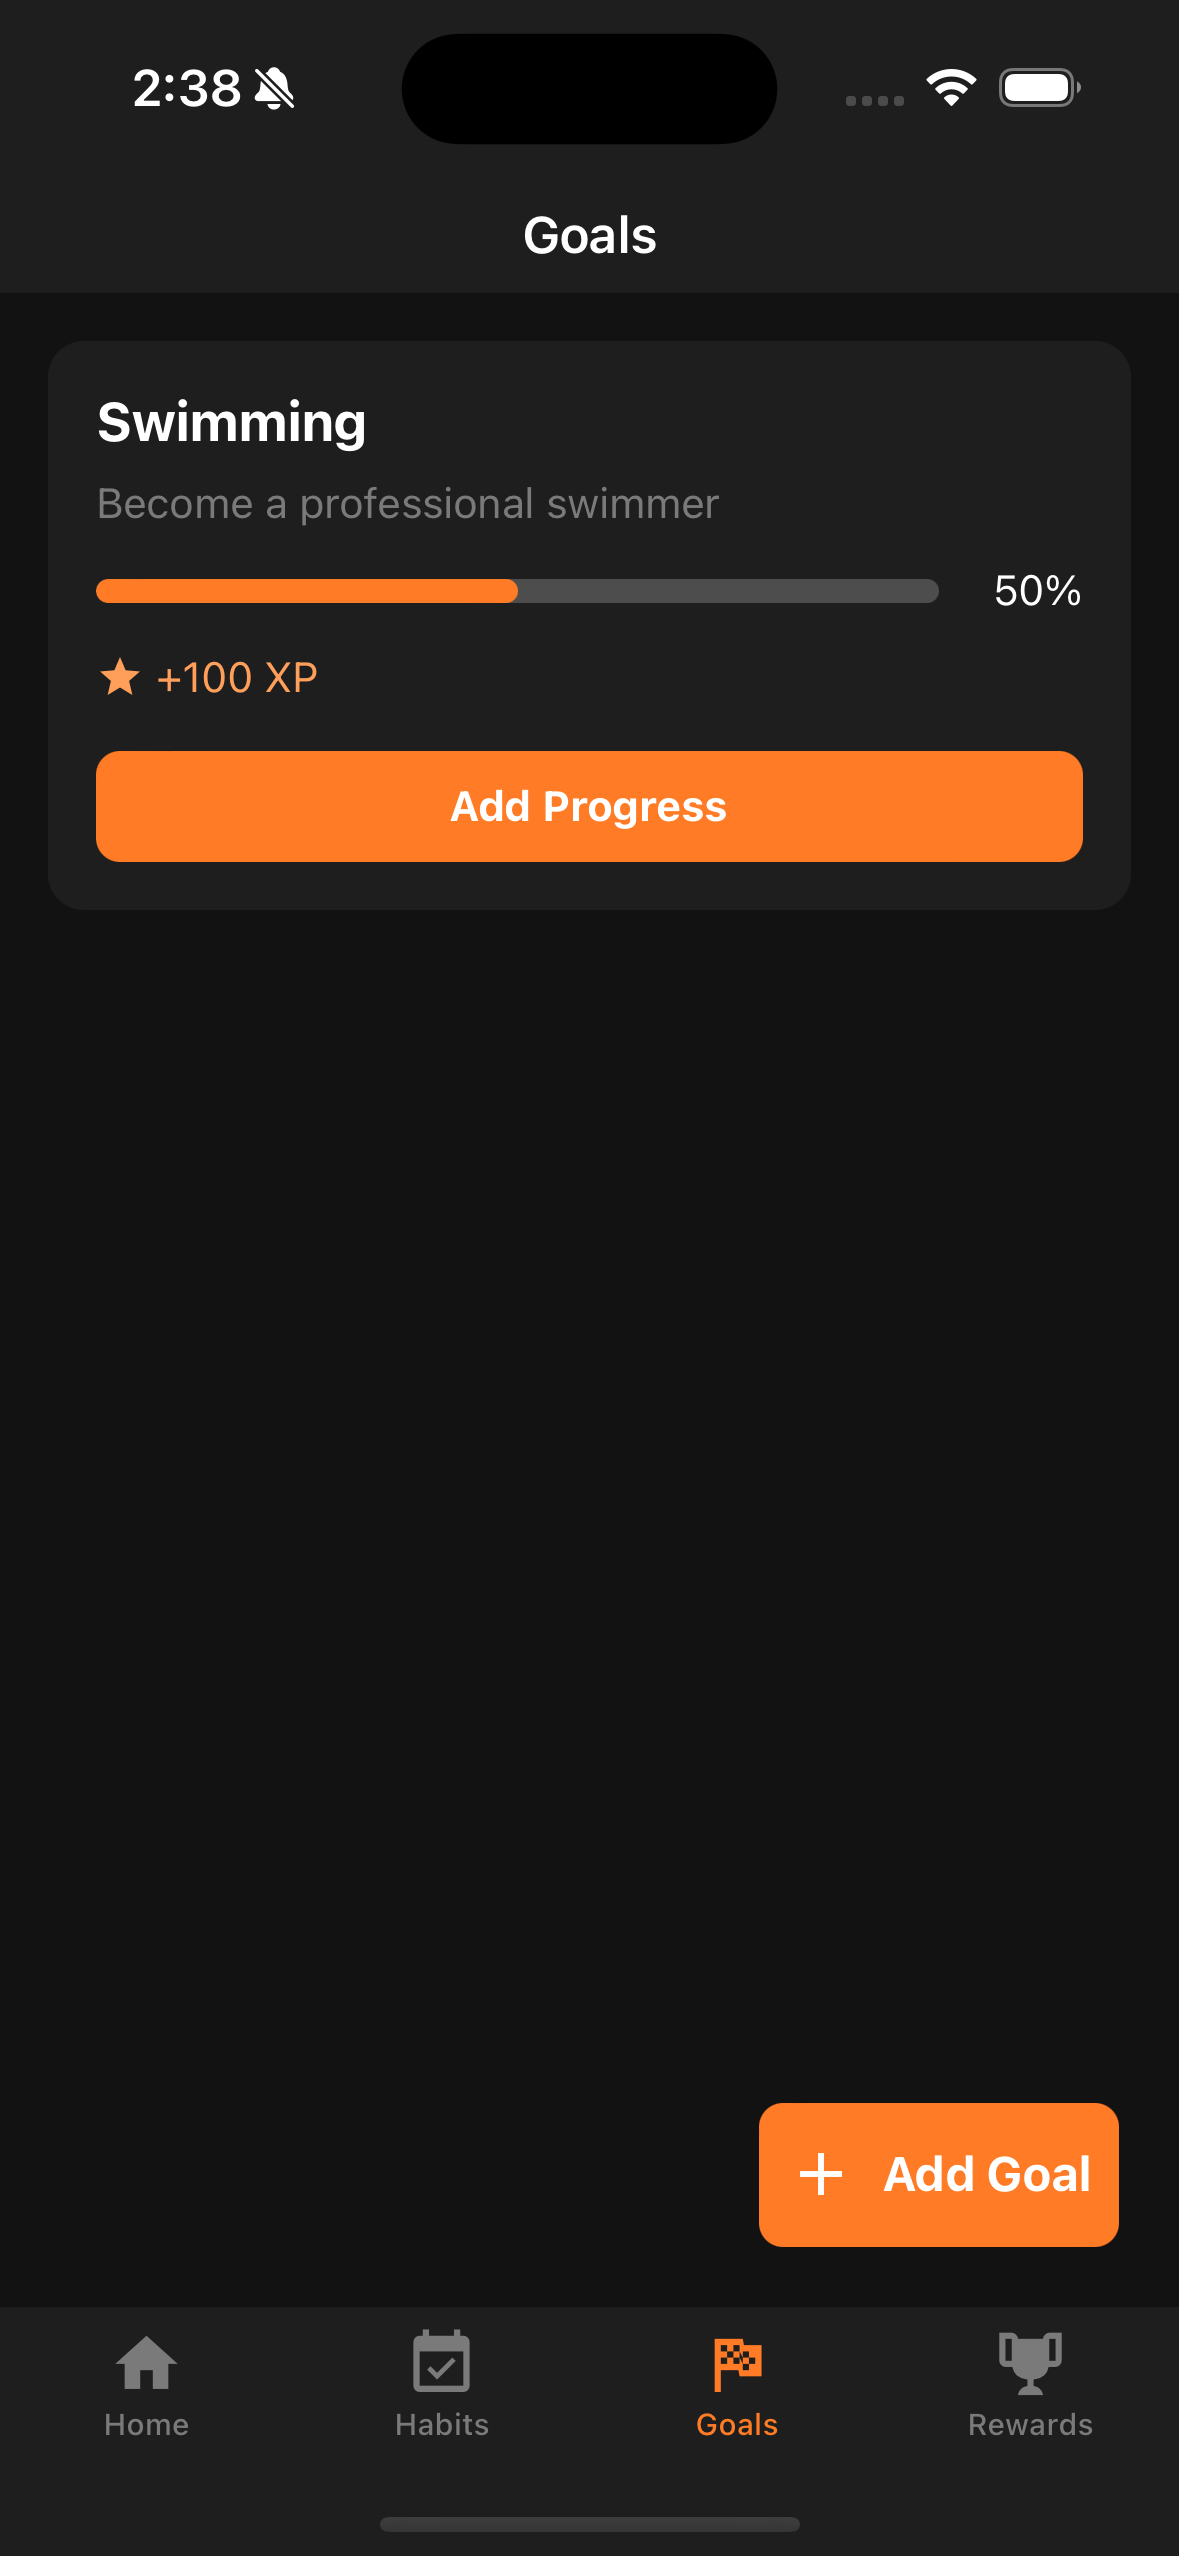 2:38
Goals
Swimming
Become a professional swimmer
50%
+100 XP
Add Progress
Add Goal
Home
Habits
Goals
Rewards